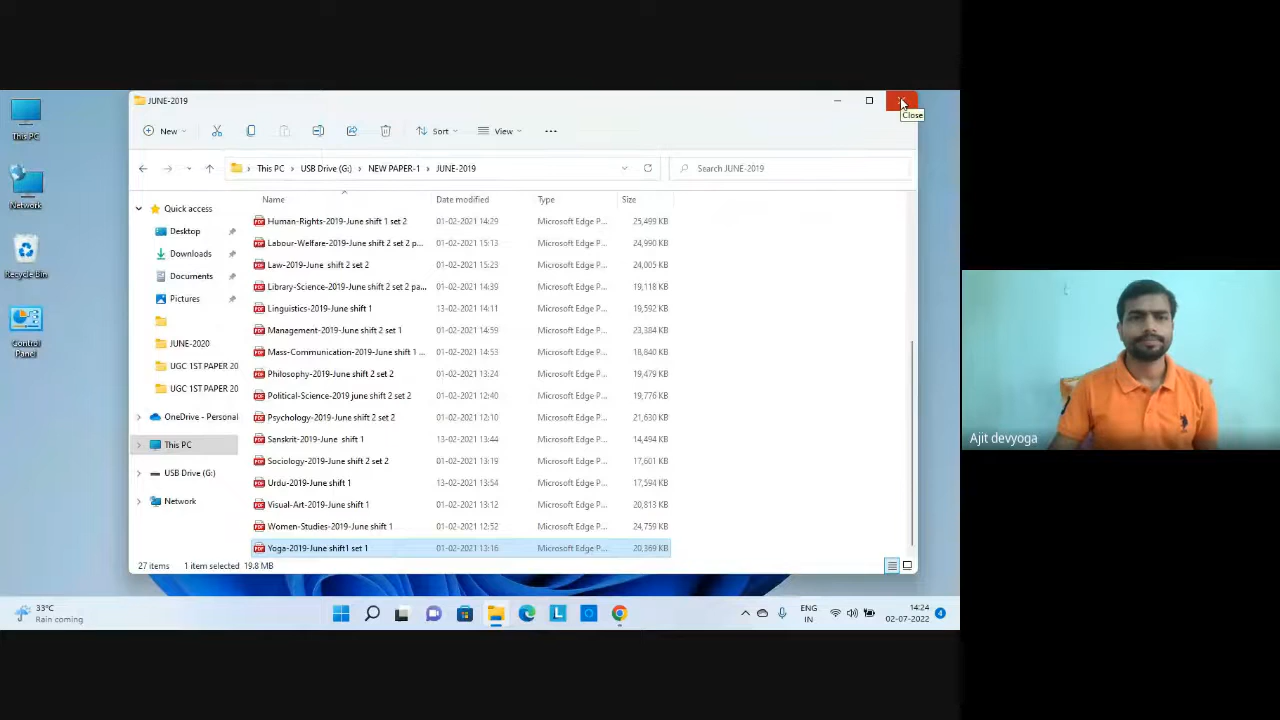 JUNE-2019
Close
New
Sort
View
This PC
USB Drive (G:)
NEW PAPER-1
JUNE-2019
Search JUNE-2019
Name
Date modified
Type
Size
Quick access
Desktop
Downloads
Documents
Pictures
JUNE-2020
UGC 1ST PAPER 20
UGC 1ST PAPER 20
OneDrive - Personal
This PC
USB Drive (G:)
Network
Human-Rights-2019-June shift 1 set 2 01-02-2021 14:29 Microsoft Edge P... 25,499 KB
Labour-Welfare-2019-June shift 2 set 2 p... 01-02-2021 15:13 Microsoft Edge P... 24,990 KB
Law-2019-June shift 2 set 2 01-02-2021 15:23 Microsoft Edge P... 24,005 KB
Library-Science-2019-June shift 2 set 2 pa... 01-02-2021 14:39 Microsoft Edge P... 19,118 KB
Linguistics-2019-June shift 1 13-02-2021 14:11 Microsoft Edge P... 19,592 KB
Management-2019-June shift 2 set 1 01-02-2021 14:59 Microsoft Edge P... 23,384 KB
Mass-Communication-2019-June shift 1 ... 01-02-2021 14:53 Microsoft Edge P... 18,840 KB
Philosophy-2019-June shift 2 set 2 01-02-2021 13:24 Microsoft Edge P... 19,479 KB
Political-Science-2019 june shift 2 set 2 01-02-2021 12:40 Microsoft Edge P... 19,776 KB
Psychology-2019-June shift 2 set 2 01-02-2021 12:10 Microsoft Edge P... 21,630 KB
Sanskrit-2019-June shift 1 13-02-2021 13:44 Microsoft Edge P... 14,494 KB
Sociology-2019-June shift 2 set 2 01-02-2021 13:19 Microsoft Edge P... 17,601 KB
Urdu-2019-June shift 1 13-02-2021 13:54 Microsoft Edge P... 17,594 KB
Visual-Art-2019-June shift 1 01-02-2021 13:12 Microsoft Edge P... 20,813 KB
Women-Studies-2019-June shift 1 01-02-2021 12:52 Microsoft Edge P... 24,759 KB
Yoga-2019-June shift1 set 1 01-02-2021 13:16 Microsoft Edge P... 20,369 KB
27 items 1 item selected 19.8 MB
This PC
Network
Recycle Bin
Control
Panel
33°C
Rain coming
ENG
IN
14:24
02-07-2022
4
Ajit devyoga